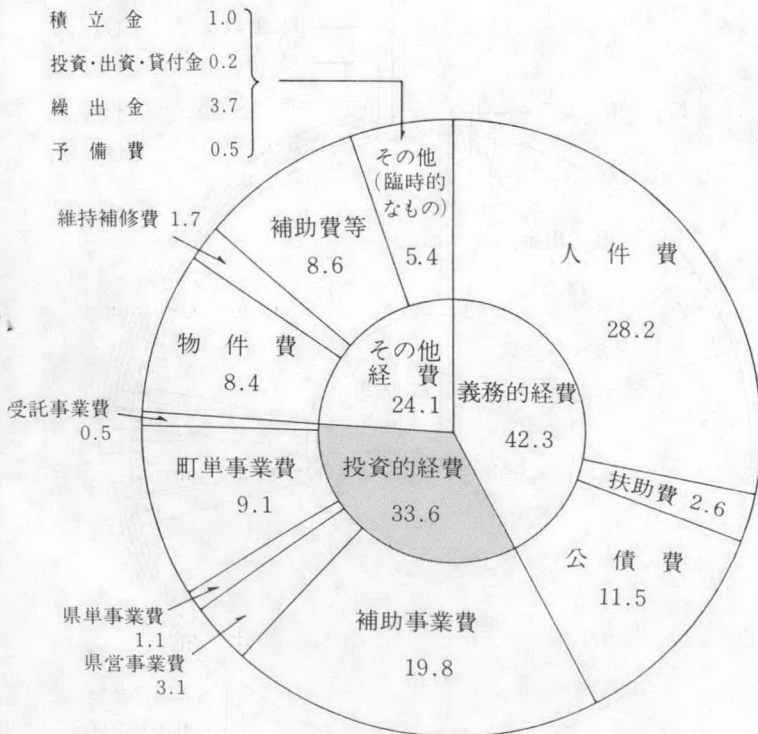 積立金 1.0
投資・出資・貸付金 0.2
繰出金 3.7
予備費 0.5
その他
(臨時的
なもの)
5.4
維持補修費 1.7
補助費等
8.6
人件費
28.2
物件費
8.4
その他
経費
24.1
義務的経費
42.3
受託事業費
0.5
町単事業費
9.1
投資的経費
33.6
扶助費 2.6
公債費
11.5
県単事業費
1.1
県営事業費
3.1
補助事業費
19.8